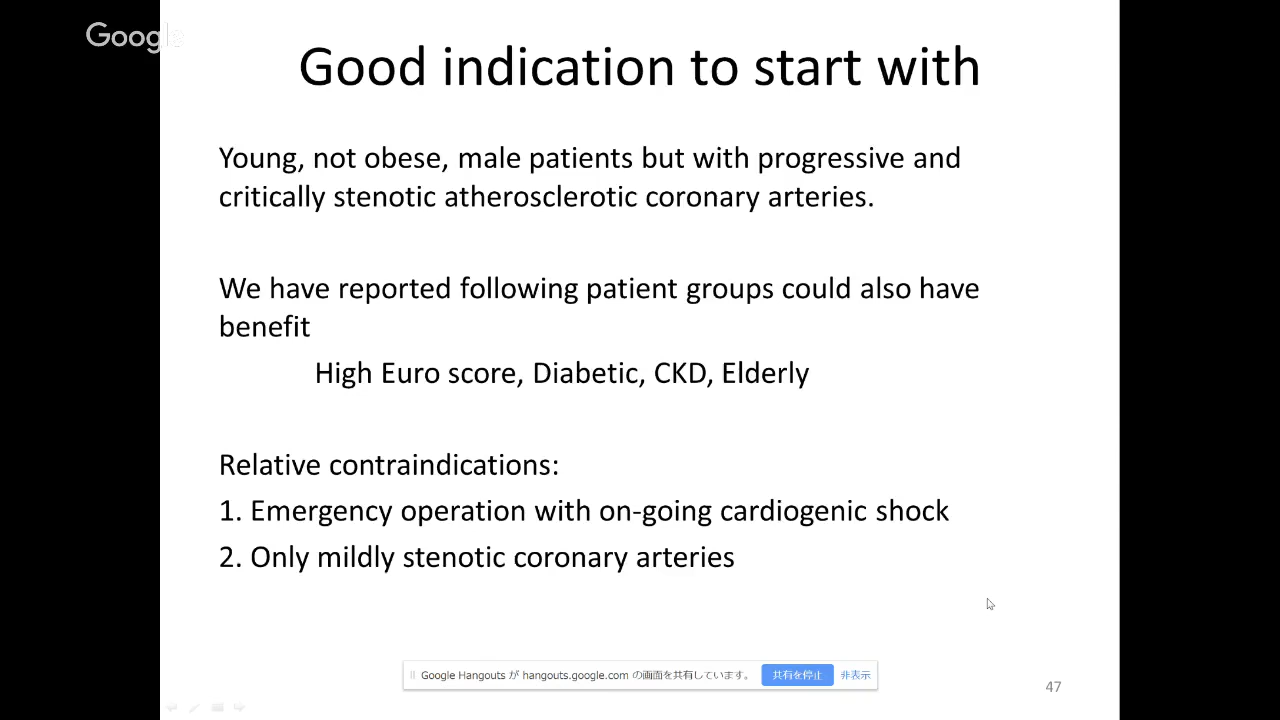 Google
Good indication to start with
Young, not obese, male patients but with progressive and
critically stenotic atherosclerotic coronary arteries.
We have reported following patient groups could also have
benefit
High Euro score, Diabetic, CKD, Elderly
Relative contraindications:
1. Emergency operation with on-going cardiogenic shock
2. Only mildly stenotic coronary arteries
Google Hangouts が hangouts.google.com の画面を共有しています。 共有を停止 非表示
47